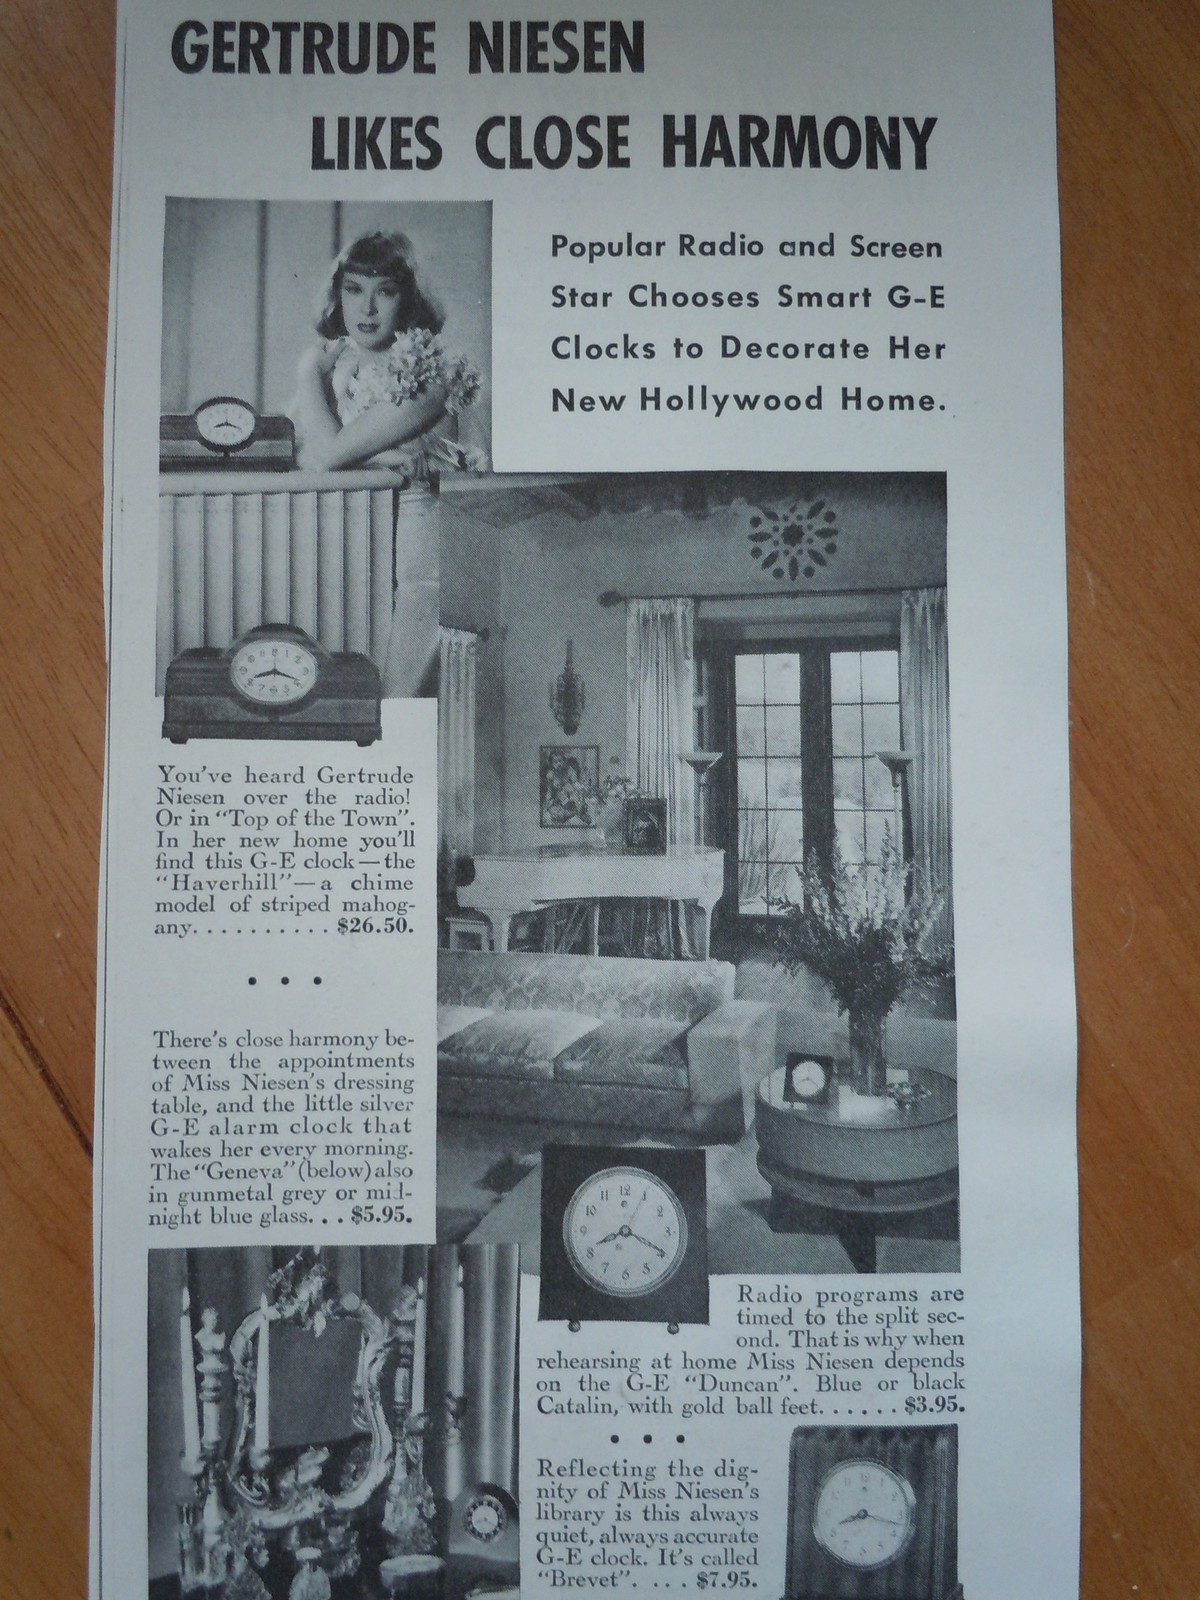 GERTRUDE NIESEN
LIKES CLOSE HARMONY
Popular Radio and Screen
Star Chooses Smart G-E
Clocks to Decorate Her
New Hollywood Home.
You've heard Gertrude
Niesen over the radio!
Or in "Top of the Town".
In her new home you'll
find this G-E clock—the
"Haverhill"—a chime
model of striped mahog-
any.......... $26.50.
• • •
There's close harmony be-
tween the appointments
of Miss Niesen's dressing
table, and the little silver
G-E alarm clock that
wakes her every morning.
The "Geneva" (below) also
in gunmetal grey or mid-
night blue glass... $5.95.
Radio programs are
timed to the split sec-
ond. That is why when
rehearsing at home Miss Niesen depends
on the G-E "Duncan". Blue or black
Catalin, with gold ball feet...... $3.95.
• • •
Reflecting the dig-
nity of Miss Niesen's
library is this always
quiet, always accurate
G-E clock. It's called
"Brevet".... $7.95.